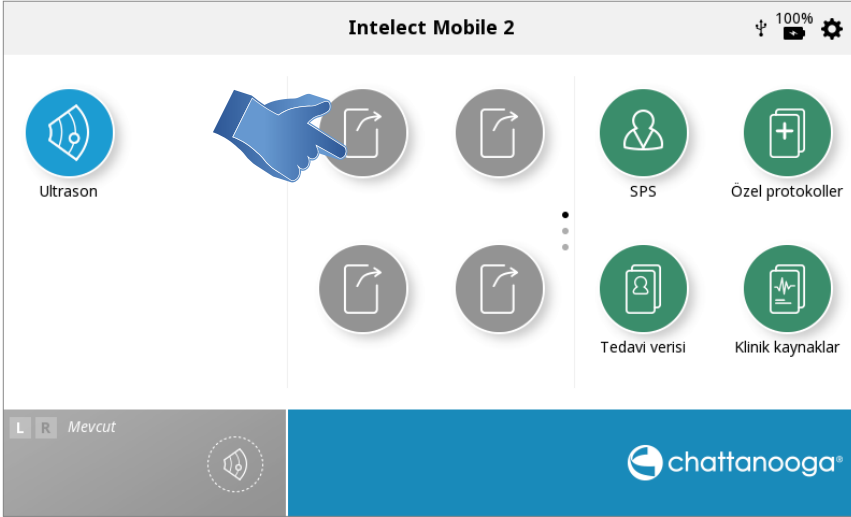 Intelect Mobile 2
100%
Ultrason
SPS
Özel protokoller
Tedavi verisi
Klinik kaynaklar
L R Mevcut
chattanooga®